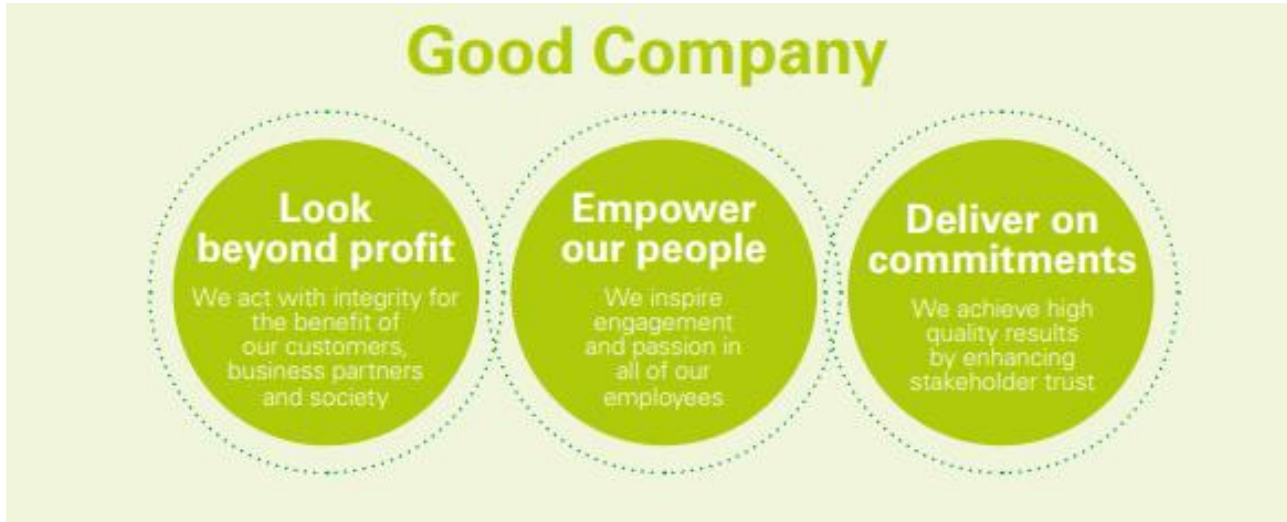 Good Company
Look
beyond profit
We act with integrity for
the benefit of
our customers,
business partners
and society
Empower
our people
We inspire
engagement
and passion in
all of our
employees
Deliver on
commitments
We achieve high
quality results
by enhancing
stakeholder trust